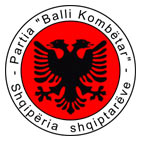 - Partia "Balli Kombëtar" -
Shqipëria shqiptarëve